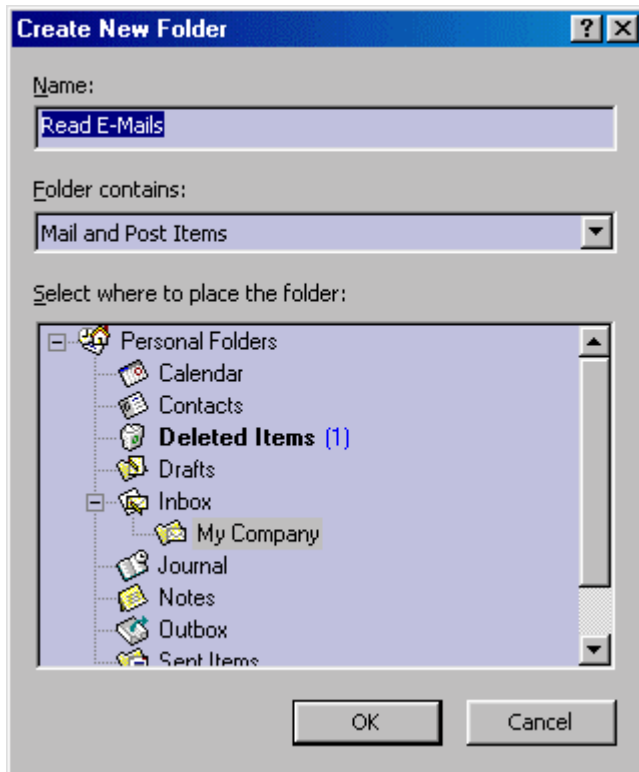 Create New Folder
Name:
Read E-Mails
Folder contains:
Mail and Post Items
Select where to place the folder:
Personal Folders
Calendar
Contacts
Deleted Items (1)
Drafts
Inbox
My Company
Journal
Notes
Outbox
Sent Items
OK Cancel